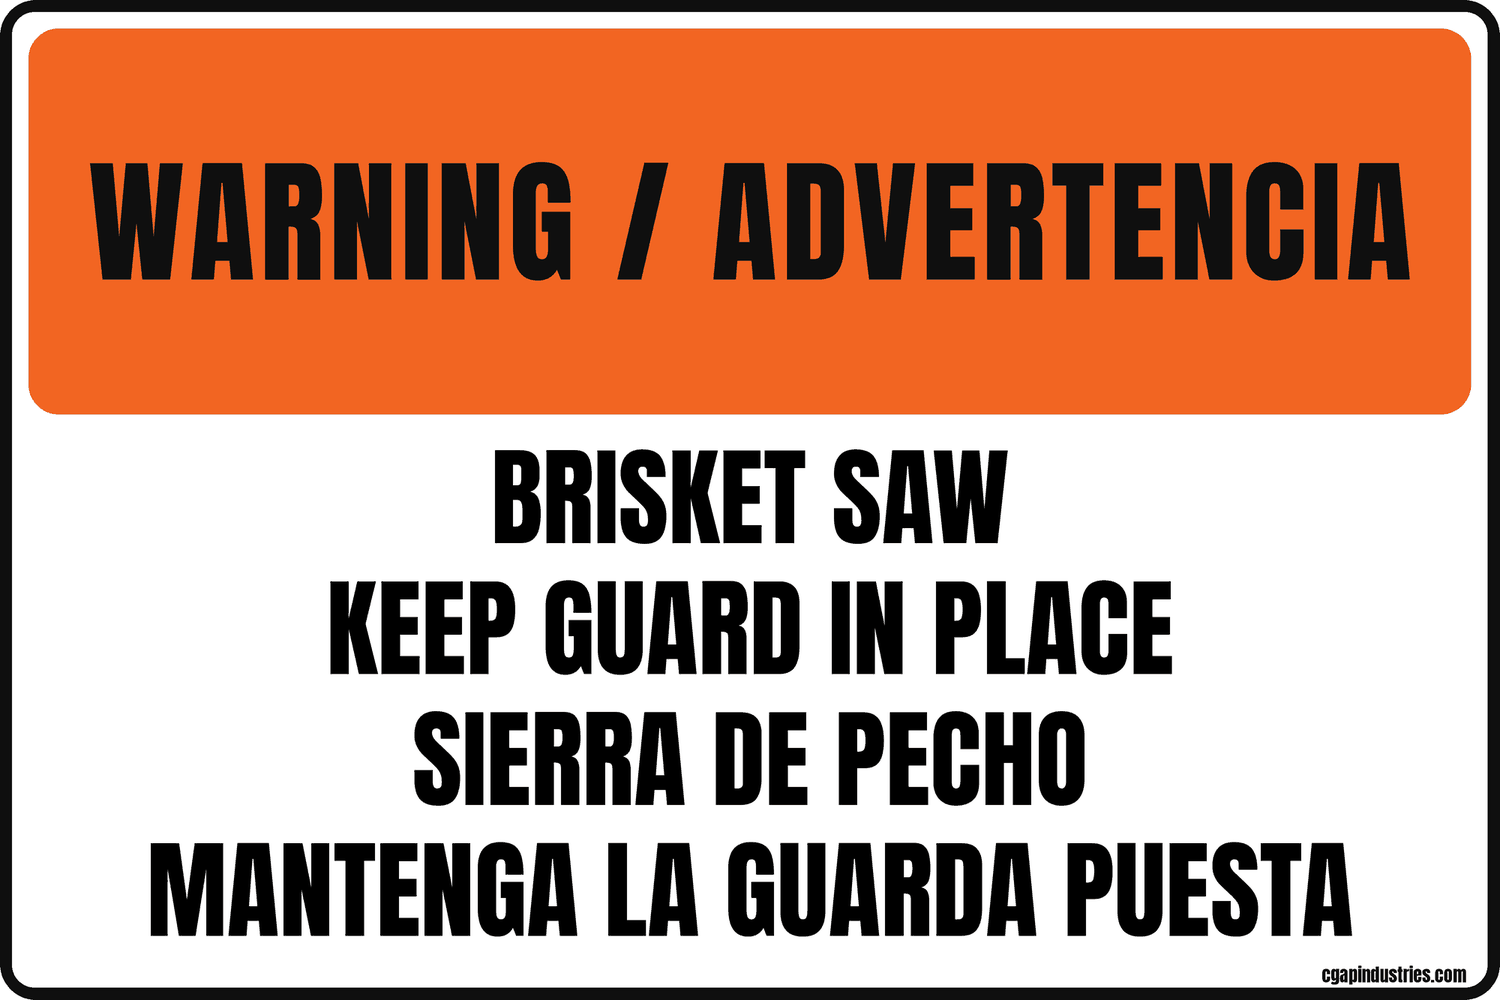 WARNING / ADVERTENCIA
BRISKET SAW
KEEP GUARD IN PLACE
SIERRA DE PECHO
MANTENGA LA GUARDA PUESTA
cgapindustries.com